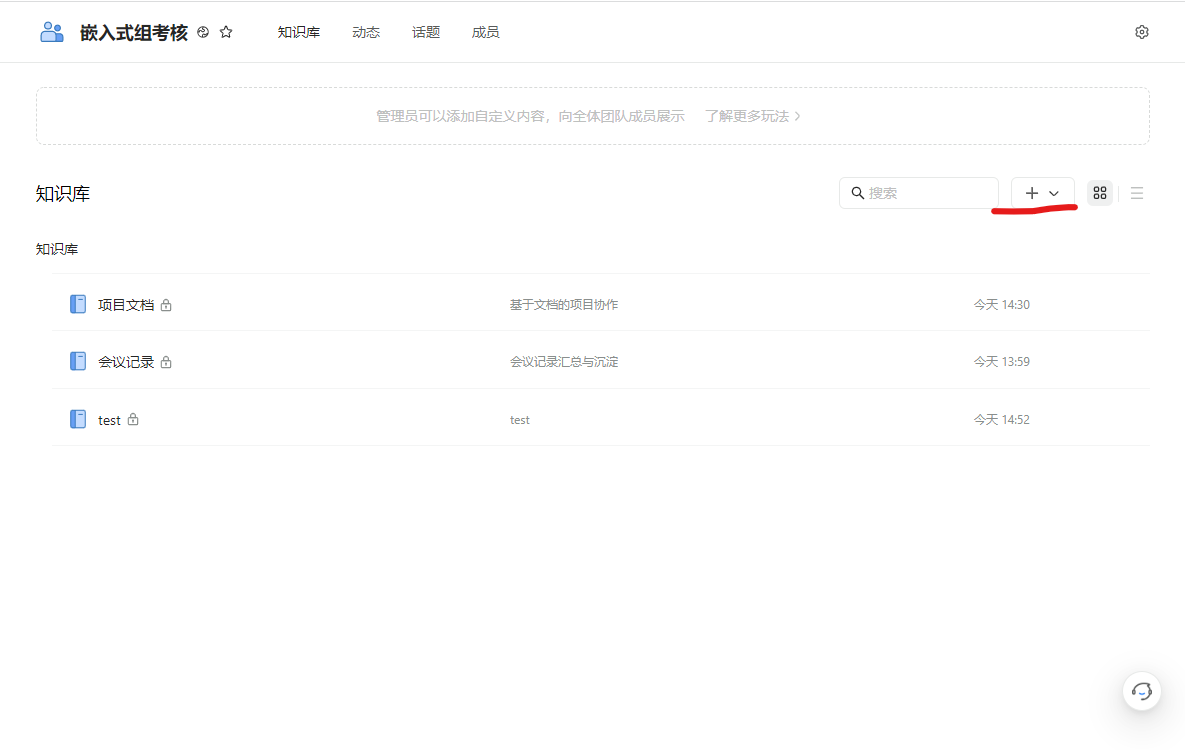 嵌入式组考核 知识库 动态 话题 成员
管理员可以添加自定义内容，向全体团队成员展示 了解更多玩法
知识库 搜索
知识库
项目文档 基于文档的项目协作 今天 14:30
会议记录 会议记录汇总与沉淀 今天 13:59
test test 今天 14:52